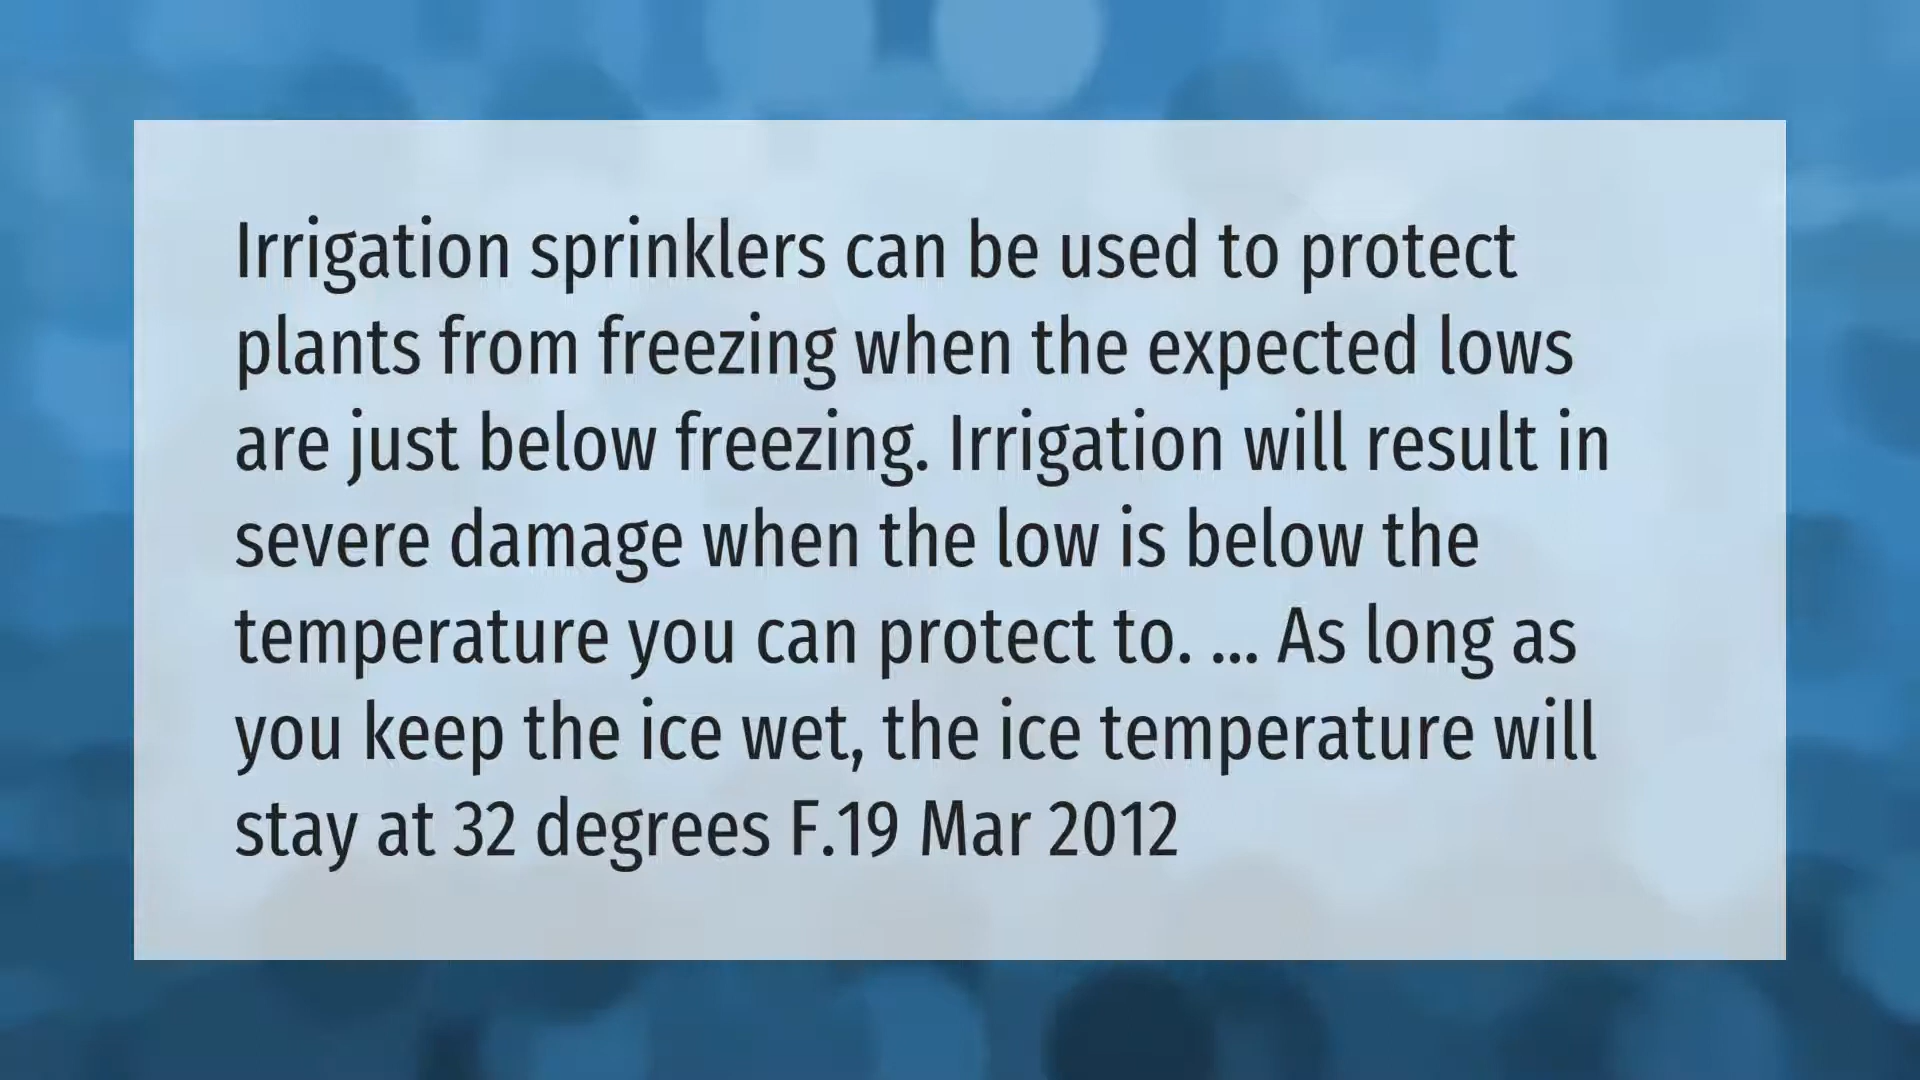 Irrigation sprinklers can be used to protect
plants from freezing when the expected lows
are just below freezing. Irrigation will result in
severe damage when the low is below the
temperature you can protect to. ... As long as
you keep the ice wet, the ice temperature will
stay at 32 degrees F.19 Mar 2012